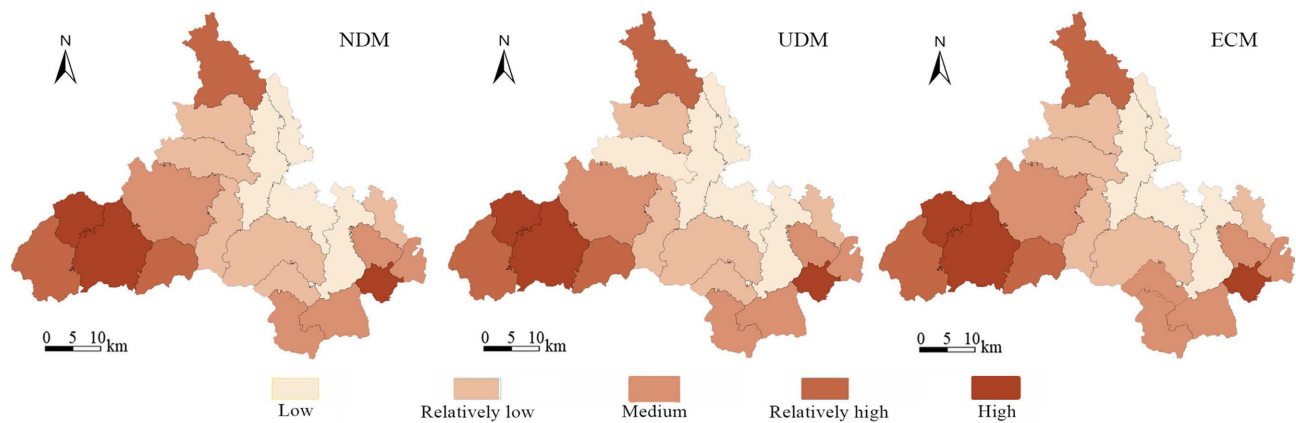 N
NDM
N
UDM
N
ECM
0 5 10 km
0 5 10 km
0 5 10 km
Low
Relatively low
Medium
Relatively high
High